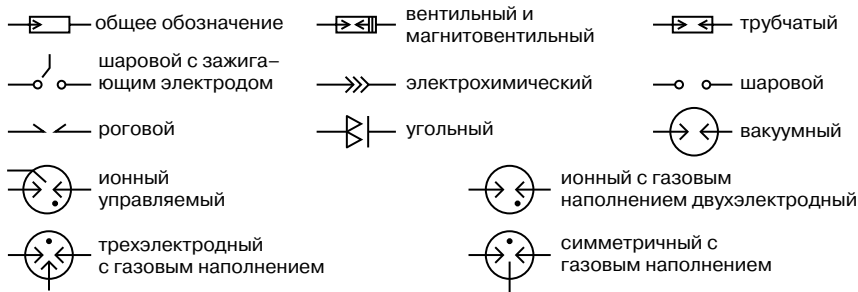 общее обозначение
вентильный и
магнитовентильный
трубчатый
шаровой с зажига–
ющим электродом
электрохимический
шаровой
роговой
угольный
вакуумный
ионный
управляемый
ионный с газовым
наполнением двухэлектродный
трехэлектродный
с газовым наполнением
симметричный с
газовым наполнением